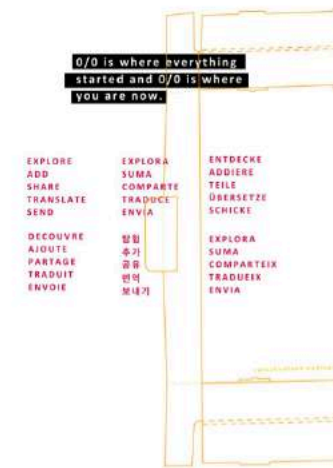 0/0 is where everything
started and 0/0 is where
you are now.
EXPLORE
ADD
SHARE
TRANSLATE
SEND
EXPLORA
SUMA
COMPARTE
TRADUCE
ENVIA
ENTDECKE
ADDIERE
TEILE
ÜBERSETZE
SCHICKE
DECOUVRE
AJOUTE
PARTAGE
TRADUIT
ENVOIE
탐험
추가
공유
번역
보내기
EXPLORA
SUMA
COMPARTEIX
TRADUEIX
ENVIA